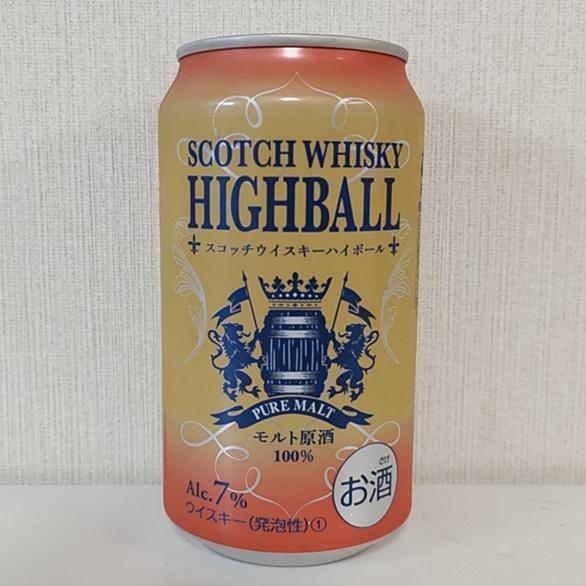 SCOTCH WHISKY
HIGHBALL
スコッチウイスキーハイボール
PURE MALT
モルト原酒
100%
Alc.7%
ウイスキー(発泡性)①
さけ
お酒